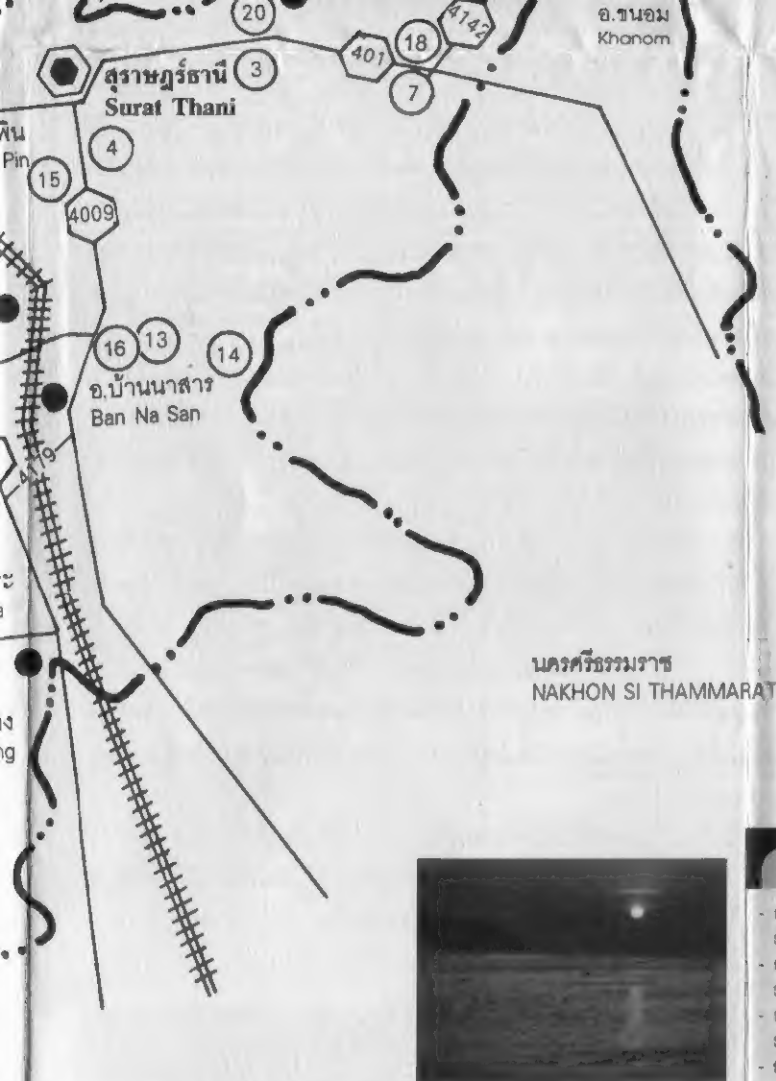 20
4142
อ.ขนอม
Khanom
18
401
สุราษฎร์ธานี
3
Surat Thani
7
Pin
4
15
4009
16
13
14
อ.บ้านนาสาร
Ban Na San
นครศรีธรรมราช
NAKHON SI THAMMARAT